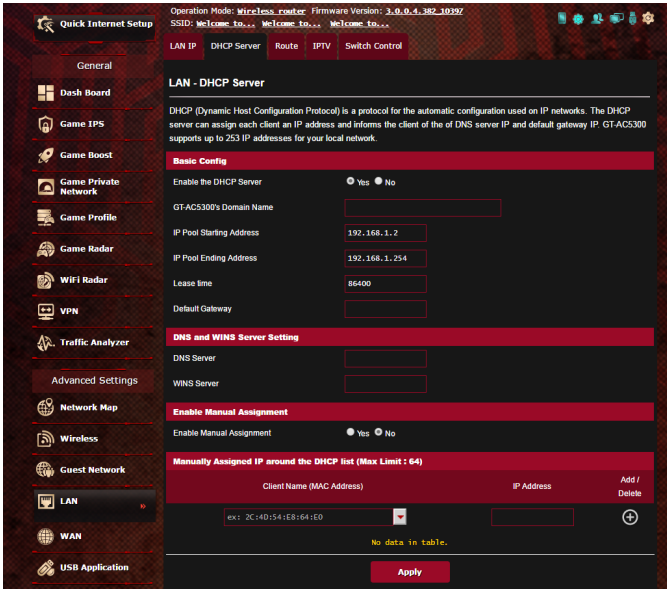 Quick Internet Setup
Operation Mode: Wireless router Firmware Version: 3.0.0.4.382_10397
SSID: Welcome to... Welcome to... Welcome to...
LAN IP DHCP Server Route IPTV Switch Control
General
Dash Board
Game IPS
Game Boost
Game Private
Network
Game Profile
Game Radar
WiFi Radar
VPN
Traffic Analyzer
Advanced Settings
Network Map
Wireless
Guest Network
LAN »
WAN
USB Application
LAN - DHCP Server
DHCP (Dynamic Host Configuration Protocol) is a protocol for the automatic configuration used on IP networks. The DHCP
server can assign each client an IP address and informs the client of the of DNS server IP and default gateway IP. GT-AC5300
supports up to 253 IP addresses for your local network.
Basic Config
Enable the DHCP Server Yes No
GT-AC5300's Domain Name
IP Pool Starting Address 192.168.1.2
IP Pool Ending Address 192.168.1.254
Lease time 86400
Default Gateway
DNS and WINS Server Setting
DNS Server
WINS Server
Enable Manual Assignment
Enable Manual Assignment Yes No
Manually Assigned IP around the DHCP list (Max Limit : 64)
Client Name (MAC Address) IP Address Add /
Delete
ex: 2C:4D:54:E8:64:E0
No data in table.
Apply